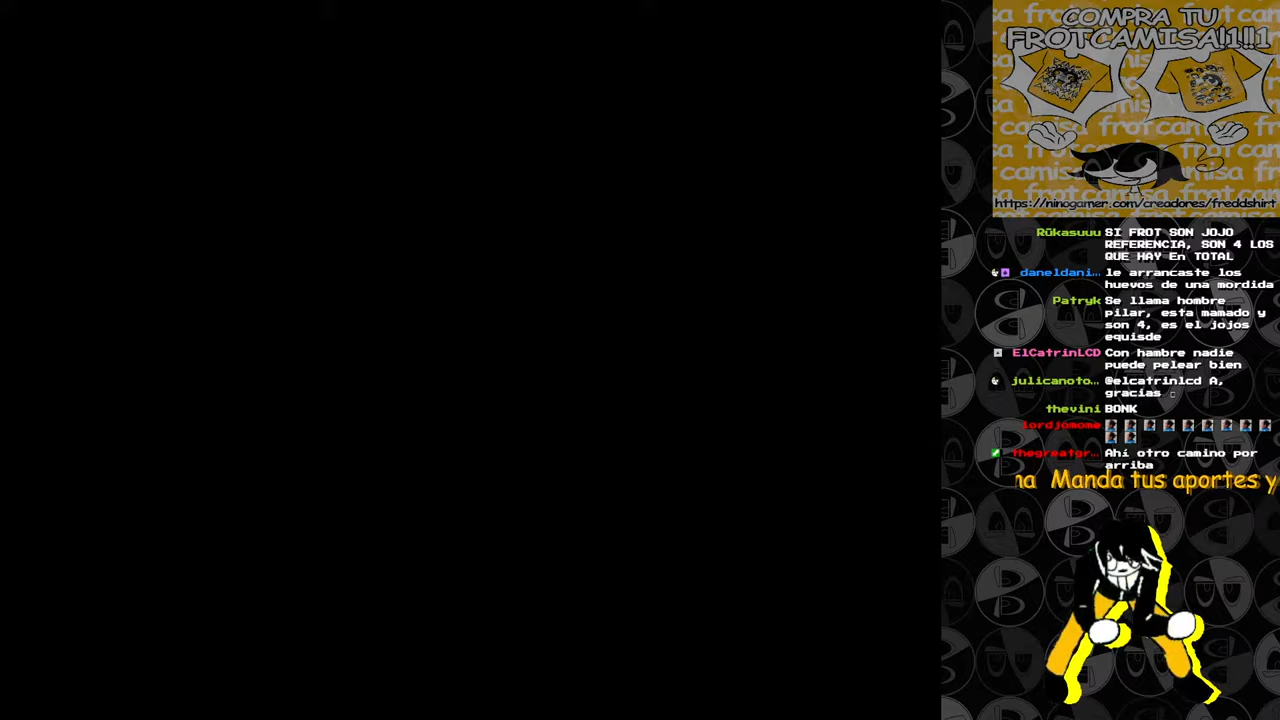 COMPRA TU
FROTCAMISA!1!!1
https://ninogamer.com/creadores/freddshirt
Rūkasuuu SI FROT SON JOJO
REFERENCIA, SON 4 LOS
QUE HAY En TOTAL
daneldani… le arrancaste los
huevos de una mordida
Patryk Se llama hombre
pilar, esta mamado y
son 4, es el jojos
equisde
ElCatrinLCD Con hambre nadie
puede pelear bien
julicanoto… @elcatrinlcd A,
gracias
thevini BONK
lordjomome
thegreatgr… Ahí otro camino por
arriba
na Manda tus aportes y